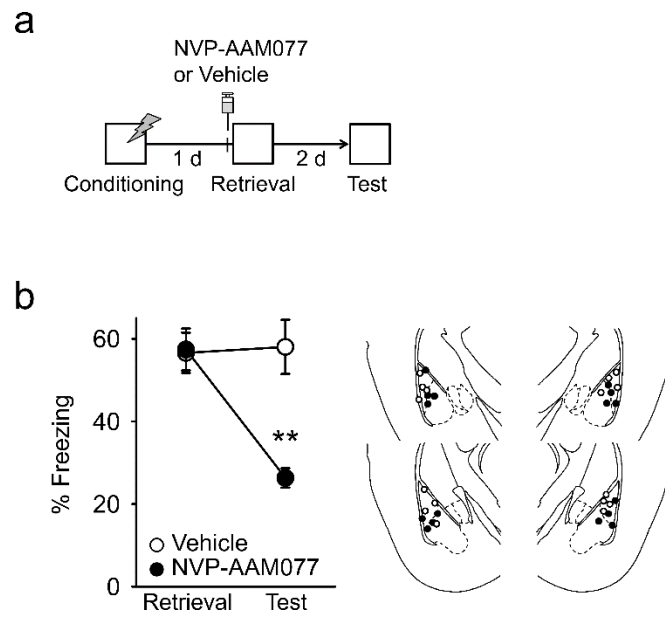 a
NVP-AAM077
or Vehicle
1 d
2 d
Conditioning
Retrieval
Test
b
% Freezing
60
40
20
0
**
Vehicle
NVP-AAM077
Retrieval
Test